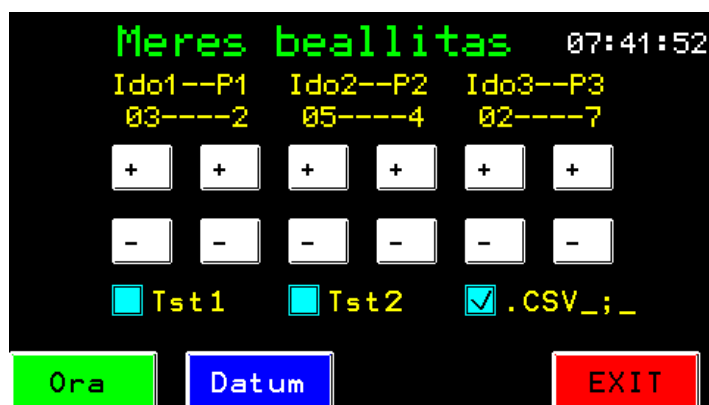 Meres beallitas 07:41:52
Ido1--P1 Ido2--P2 Ido3--P3
03----2 05----4 02----7
+ + + + + +
- - - - - -
Tst1 Tst2 .CSV_;_
Ora Datum EXIT